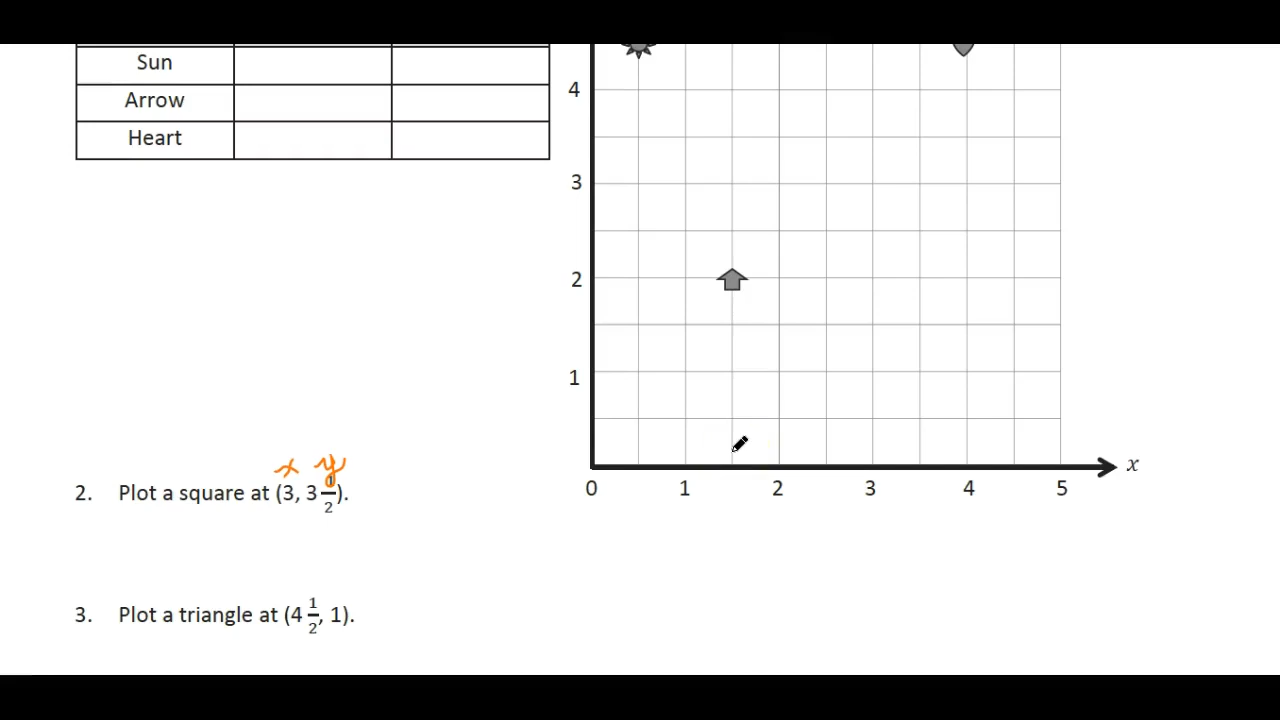 Sun
Arrow
Heart
4
3
2
1
0 1 2 3 4 5
x
x y
2. Plot a square at (3, 3 1/2).
3. Plot a triangle at (4 1/2, 1).